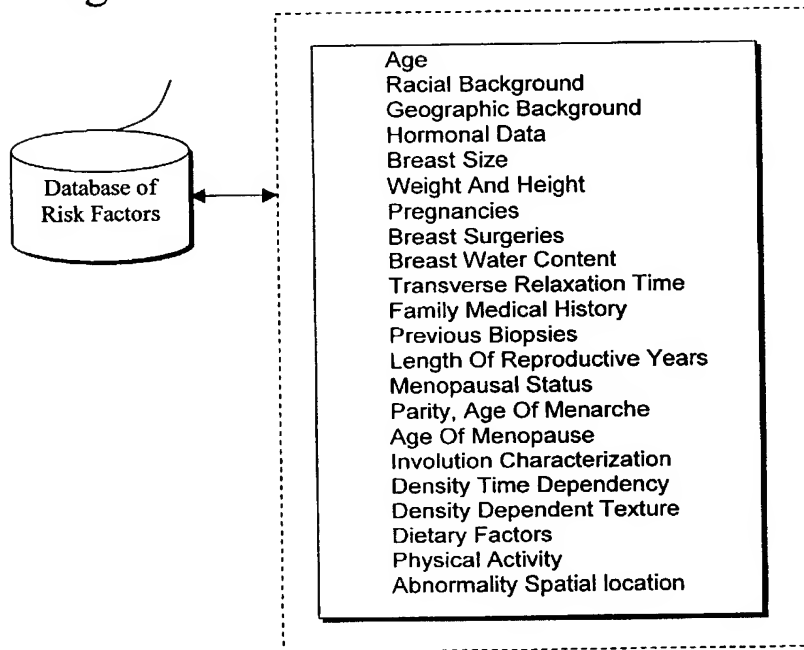 Database of
Risk Factors
Age
Racial Background
Geographic Background
Hormonal Data
Breast Size
Weight And Height
Pregnancies
Breast Surgeries
Breast Water Content
Transverse Relaxation Time
Family Medical History
Previous Biopsies
Length Of Reproductive Years
Menopausal Status
Parity, Age Of Menarche
Age Of Menopause
Involution Characterization
Density Time Dependency
Density Dependent Texture
Dietary Factors
Physical Activity
Abnormality Spatial location